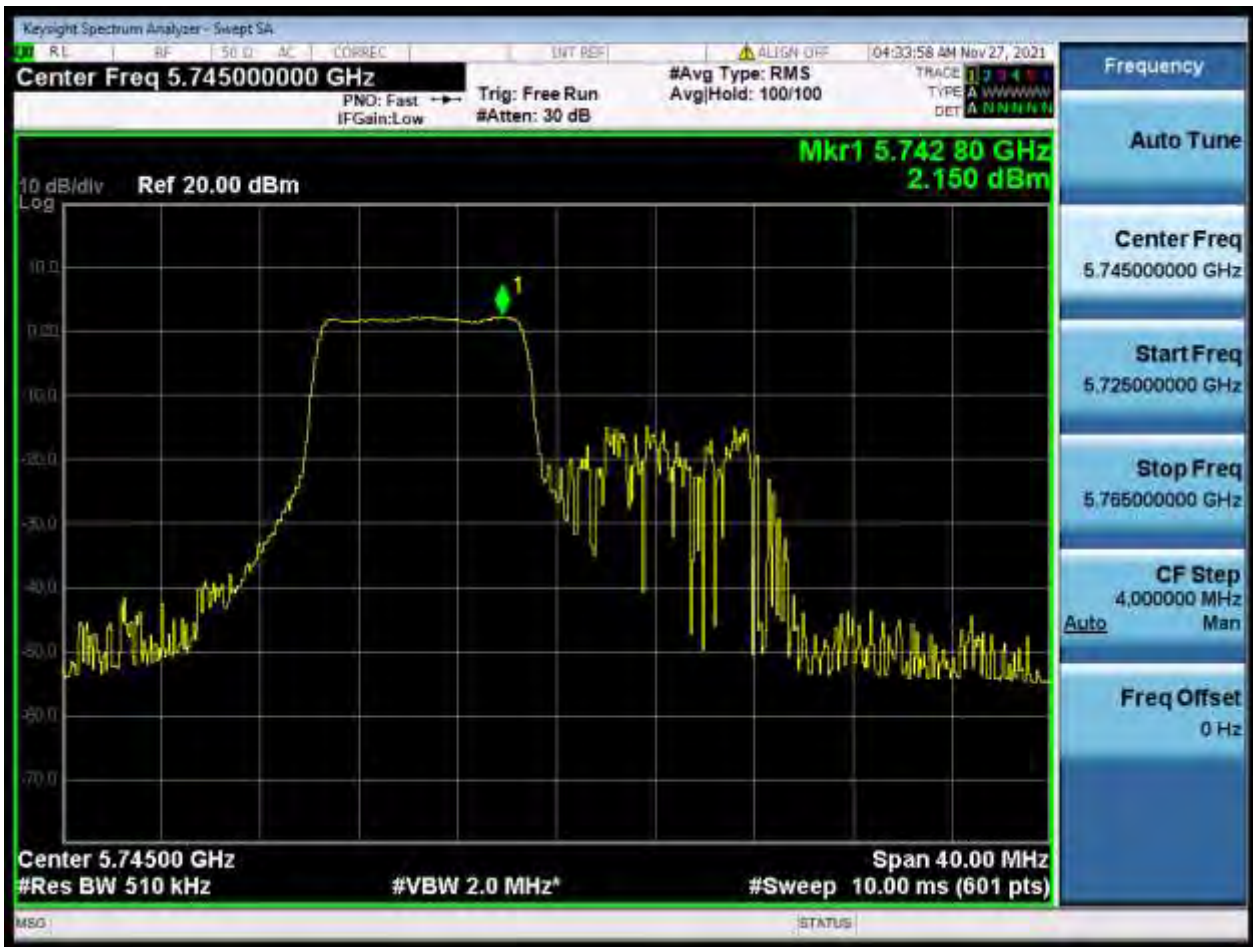 Keysight Spectrum Analyzer - Swept SA
RL RF 50 Ω AC CORREC INT REF ALIGN OFF 04:33:58 AM Nov 27, 2021
Center Freq 5.745000000 GHz
PNO: Fast
IFGain:Low
Trig: Free Run
#Atten: 30 dB
#Avg Type: RMS
Avg|Hold: 100/100
TRACE 1 2 3 4 5
TYPE A WWWWW
DET A N N N N N
Mkr1 5.742 80 GHz
2.150 dBm
10 dB/div Ref 20.00 dBm
Log
10.0
0.00
-10.0
-20.0
-30.0
-40.0
-50.0
-60.0
-70.0
1
Center 5.74500 GHz
Span 40.00 MHz
#Res BW 510 kHz
#VBW 2.0 MHz*
#Sweep 10.00 ms (601 pts)
MSG
STATUS
Frequency
Auto Tune
Center Freq
5.745000000 GHz
Start Freq
5.725000000 GHz
Stop Freq
5.765000000 GHz
CF Step
4.000000 MHz
Auto Man
Freq Offset
0 Hz